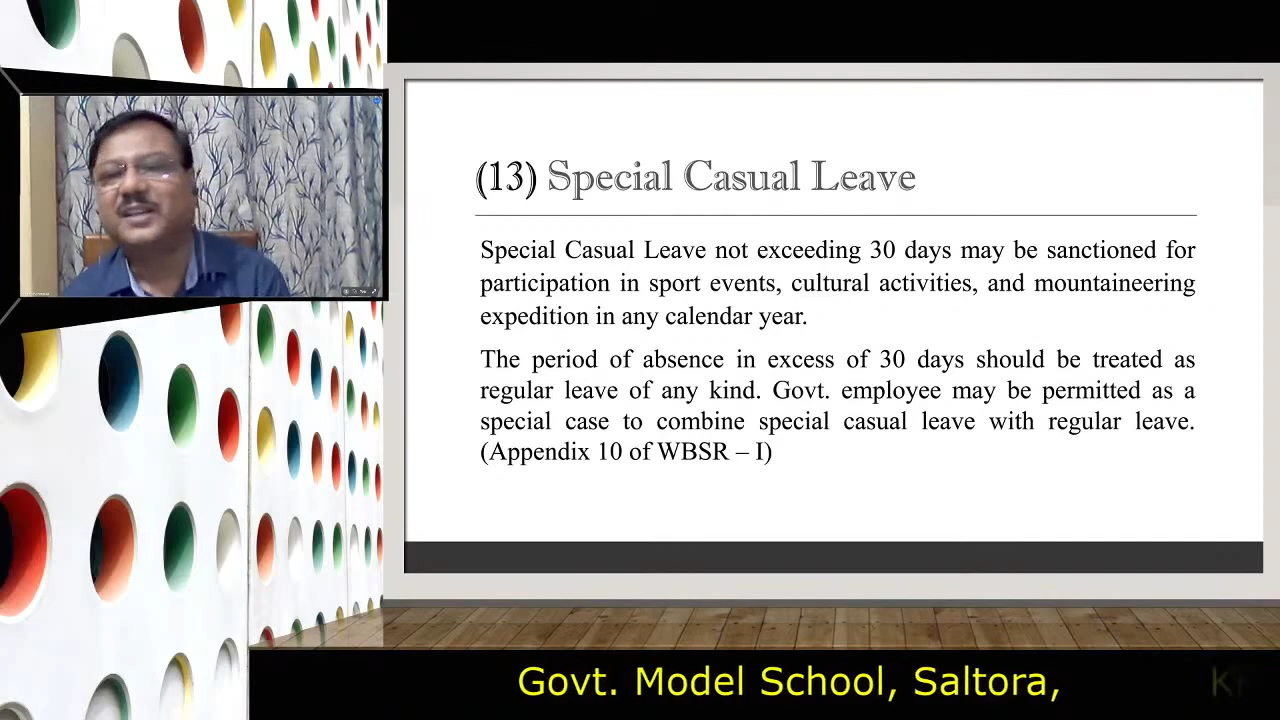 (13) Special Casual Leave
Special Casual Leave not exceeding 30 days may be sanctioned for
participation in sport events, cultural activities, and mountaineering
expedition in any calendar year.
The period of absence in excess of 30 days should be treated as
regular leave of any kind. Govt. employee may be permitted as a
special case to combine special casual leave with regular leave.
(Appendix 10 of WBSR – I)
Govt. Model School, Saltora,